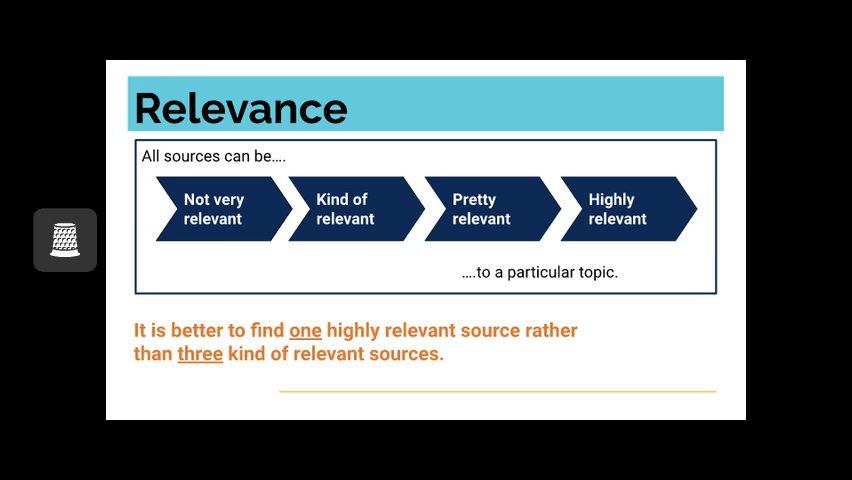 Relevance
All sources can be....
Not very
relevant
Kind of
relevant
Pretty
relevant
Highly
relevant
....to a particular topic.
It is better to find one highly relevant source rather
than three kind of relevant sources.